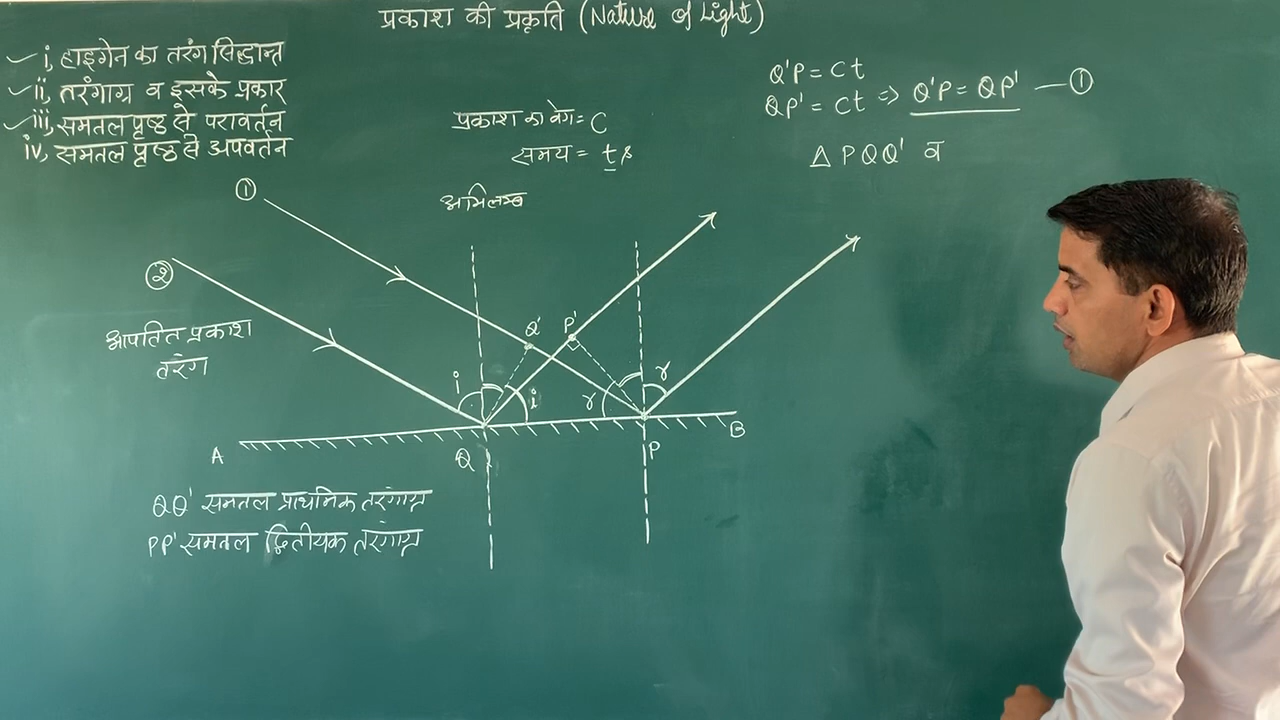 प्रकाश की प्रकृति (Nature of Light)
i, हाइगेन का तरंग सिद्धान्त
ii, तरंगाग्र व इसके प्रकार
iii, समतल पृष्ठ से परावर्तन
iv, समतल पृष्ठ से अपवर्तन
प्रकाश का वेग = C
समय = t s
Q'P = Ct
QP' = Ct => Q'P = QP' — ①
△ PQQ' व
①
अभिलम्ब
②
आपतित प्रकाश
तरंग
Q' P'
i i r r
A Q P B
QQ' समतल प्राथमिक तरंगाग्र
PP' समतल द्वितीयक तरंगाग्र